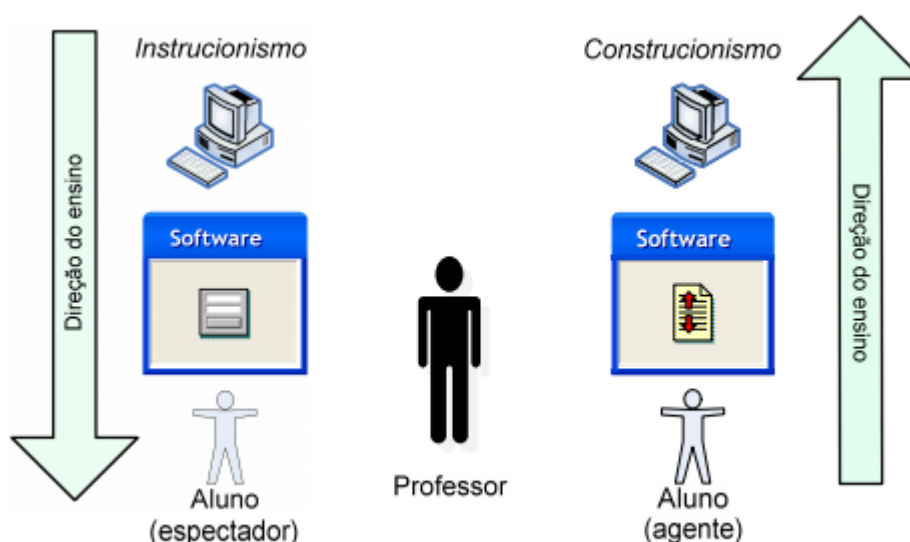 Instrucionismo
Construcionismo
Direção do ensino
Software
Software
Direção do ensino
Professor
Aluno
(espectador)
Aluno
(agente)